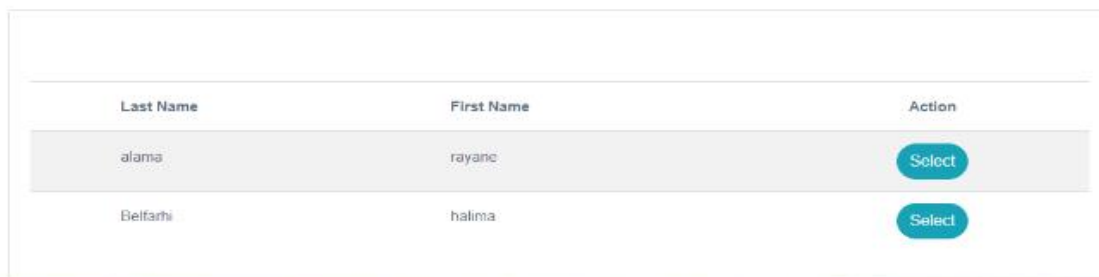 Last Name First Name Action
alama rayane Select
Belfarhi halima Select